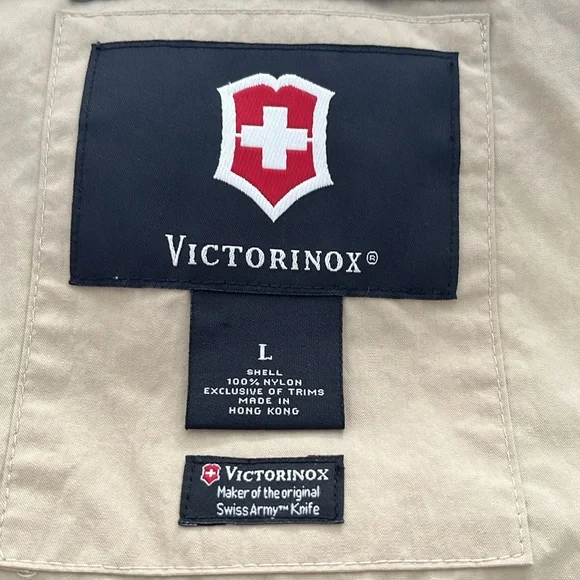 VICTORINOX®
L
SHELL
100% NYLON
EXCLUSIVE OF TRIMS
MADE IN
HONG KONG
VICTORINOX
Maker of the original
Swiss Army™ Knife